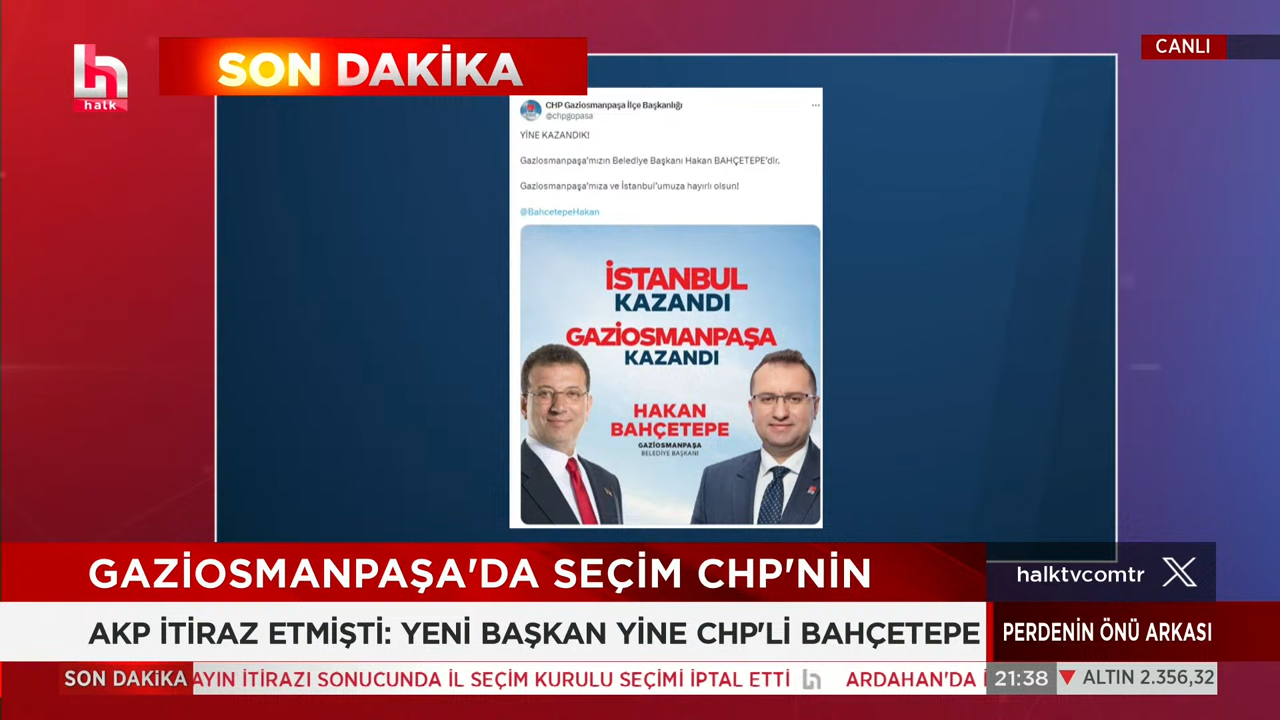 halk
SON DAKİKA
CANLI
CHP Gaziosmanpaşa İlçe Başkanlığı
@chpgopasa
YİNE KAZANDIK!
Gaziosmanpaşa'mızın Belediye Başkanı Hakan BAHÇETEPE'dir.
Gaziosmanpaşa'mıza ve İstanbul'umuza hayırlı olsun!
@BahcetepeHakan
İSTANBUL
KAZANDI
GAZİOSMANPAŞA
KAZANDI
HAKAN
BAHÇETEPE
GAZİOSMANPAŞA
BELEDİYE BAŞKANI
GAZİOSMANPAŞA'DA SEÇİM CHP'NİN
halktvcomtr X
AKP İTİRAZ ETMİŞTİ: YENİ BAŞKAN YİNE CHP'Lİ BAHÇETEPE
PERDENİN ÖNÜ ARKASI
SON DAKİKA AYIN İTİRAZI SONUCUNDA İL SEÇİM KURULU SEÇİMİ İPTAL ETTİ h ARDAHAN'DA İ 21:38 ALTIN 2.356,32